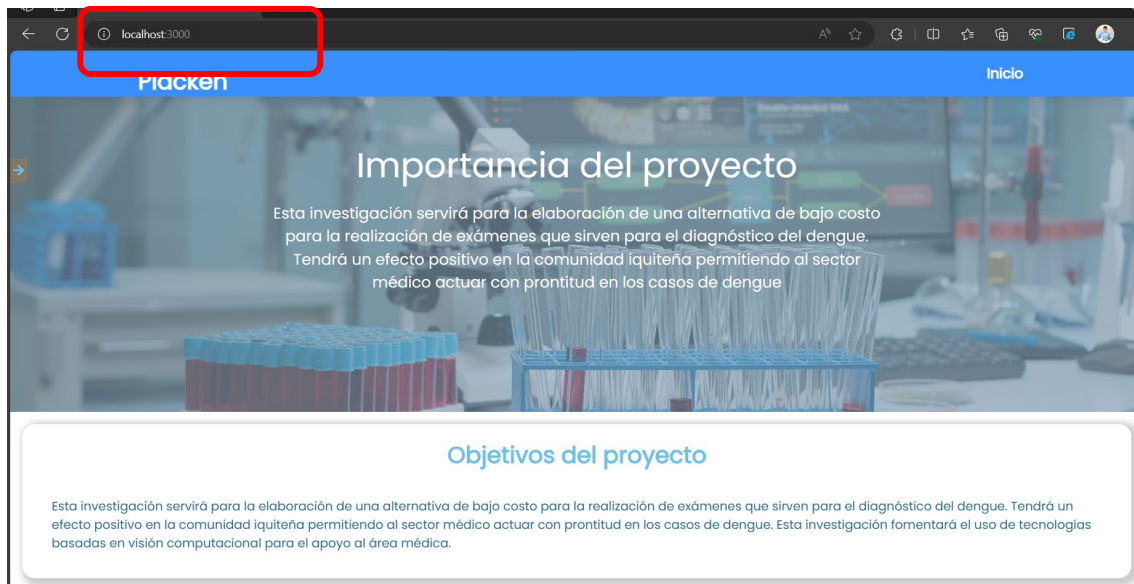 localhost:3000
Placken
Inicio
Importancia del proyecto
Esta investigación servirá para la elaboración de una alternativa de bajo costo
para la realización de exámenes que sirven para el diagnóstico del dengue.
Tendrá un efecto positivo en la comunidad iquiteña permitiendo al sector
médico actuar con prontitud en los casos de dengue
Objetivos del proyecto
Esta investigación servirá para la elaboración de una alternativa de bajo costo para la realización de exámenes que sirven para el diagnóstico del dengue. Tendrá un
efecto positivo en la comunidad iquiteña permitiendo al sector médico actuar con prontitud en los casos de dengue. Esta investigación fomentará el uso de tecnologías
basadas en visión computacional para el apoyo al área médica.